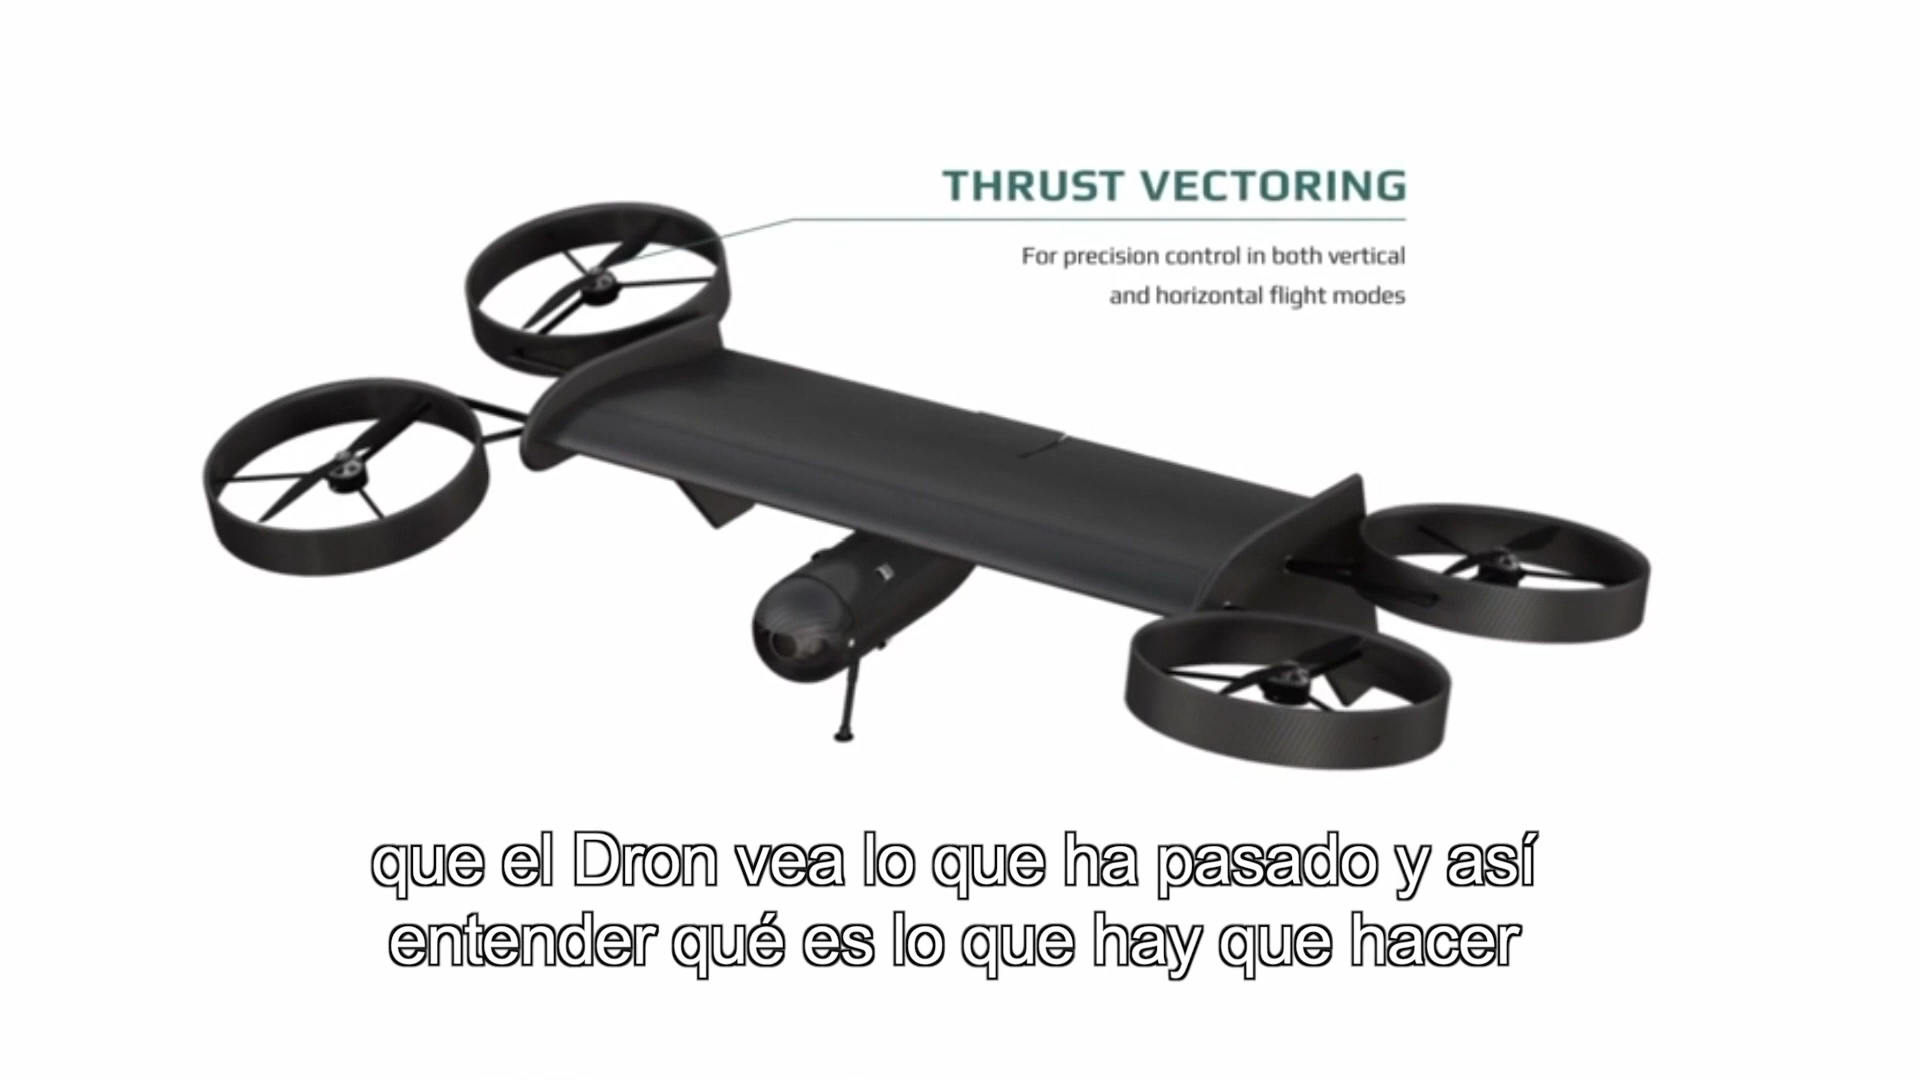 THRUST VECTORING
For precision control in both vertical
and horizontal flight modes
que el Dron vea lo que ha pasado y así
entender qué es lo que hay que hacer